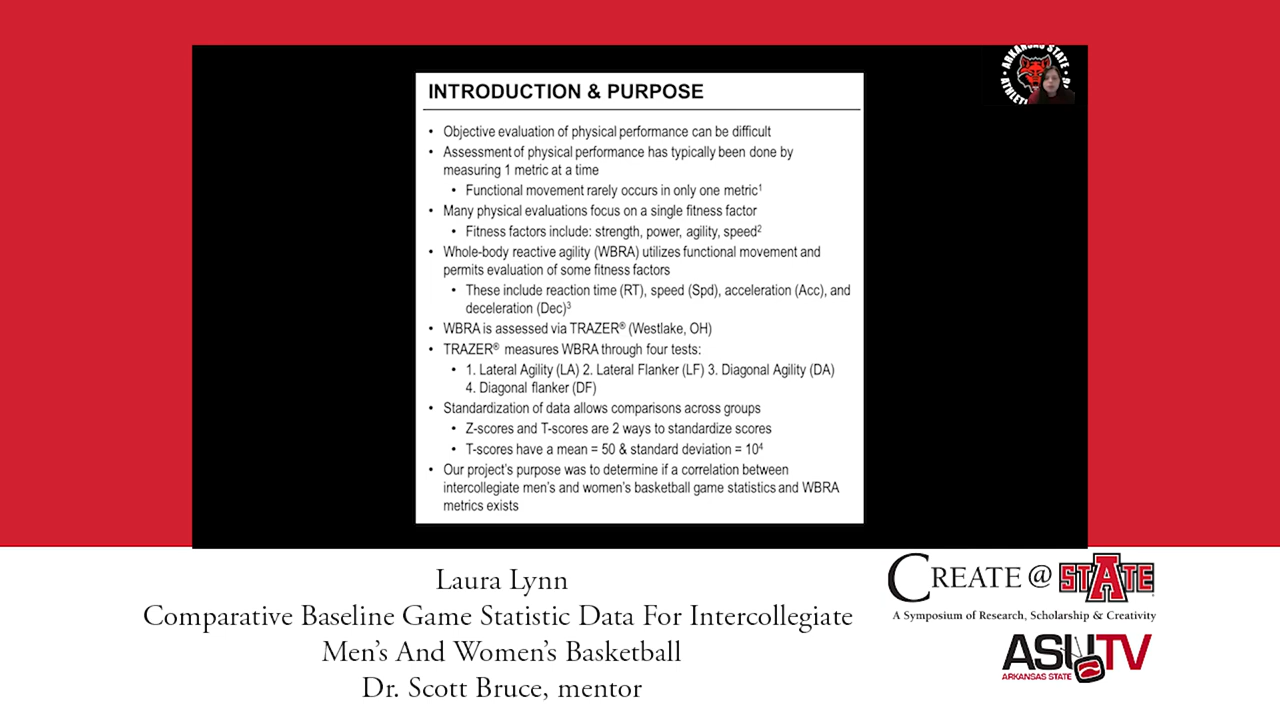 ARKANSAS STATE
INTRODUCTION & PURPOSE
• Objective evaluation of physical performance can be difficult
• Assessment of physical performance has typically been done by
measuring 1 metric at a time
• Functional movement rarely occurs in only one metric¹
• Many physical evaluations focus on a single fitness factor
• Fitness factors include: strength, power, agility, speed²
• Whole-body reactive agility (WBRA) utilizes functional movement and
permits evaluation of some fitness factors
• These include reaction time (RT), speed (Spd), acceleration (Acc), and
deceleration (Dec)³
• WBRA is assessed via TRAZER® (Westlake, OH)
• TRAZER® measures WBRA through four tests:
• 1. Lateral Agility (LA) 2. Lateral Flanker (LF) 3. Diagonal Agility (DA)
4. Diagonal flanker (DF)
• Standardization of data allows comparisons across groups
• Z-scores and T-scores are 2 ways to standardize scores
• T-scores have a mean = 50 & standard deviation = 10⁴
• Our project's purpose was to determine if a correlation between
intercollegiate men's and women's basketball game statistics and WBRA
metrics exists
Laura Lynn
Comparative Baseline Game Statistic Data For Intercollegiate
Men's And Women's Basketball
Dr. Scott Bruce, mentor
CREATE @ STATE
A Symposium of Research, Scholarship & Creativity
ASUTV
ARKANSAS STATE